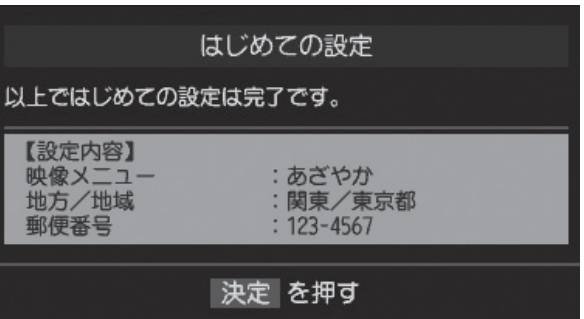 はじめての設定
以上ではじめての設定は完了です。
【設定内容】
映像メニュー :あざやか
地方/地域 :関東/東京都
郵便番号 :123-4567
決定 を押す